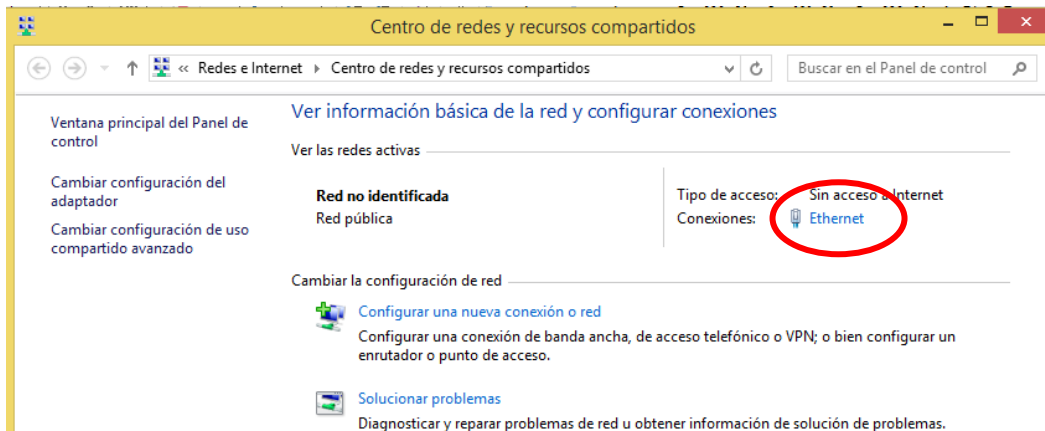 Centro de redes y recursos compartidos
« Redes e Internet ▸ Centro de redes y recursos compartidos
Buscar en el Panel de control
Ventana principal del Panel de
control
Cambiar configuración del
adaptador
Cambiar configuración de uso
compartido avanzado
Ver información básica de la red y configurar conexiones
Ver las redes activas
Red no identificada
Red pública
Tipo de acceso: Sin acceso a Internet
Conexiones: Ethernet
Cambiar la configuración de red
Configurar una nueva conexión o red
Configurar una conexión de banda ancha, de acceso telefónico o VPN; o bien configurar un
enrutador o punto de acceso.
Solucionar problemas
Diagnosticar y reparar problemas de red u obtener información de solución de problemas.